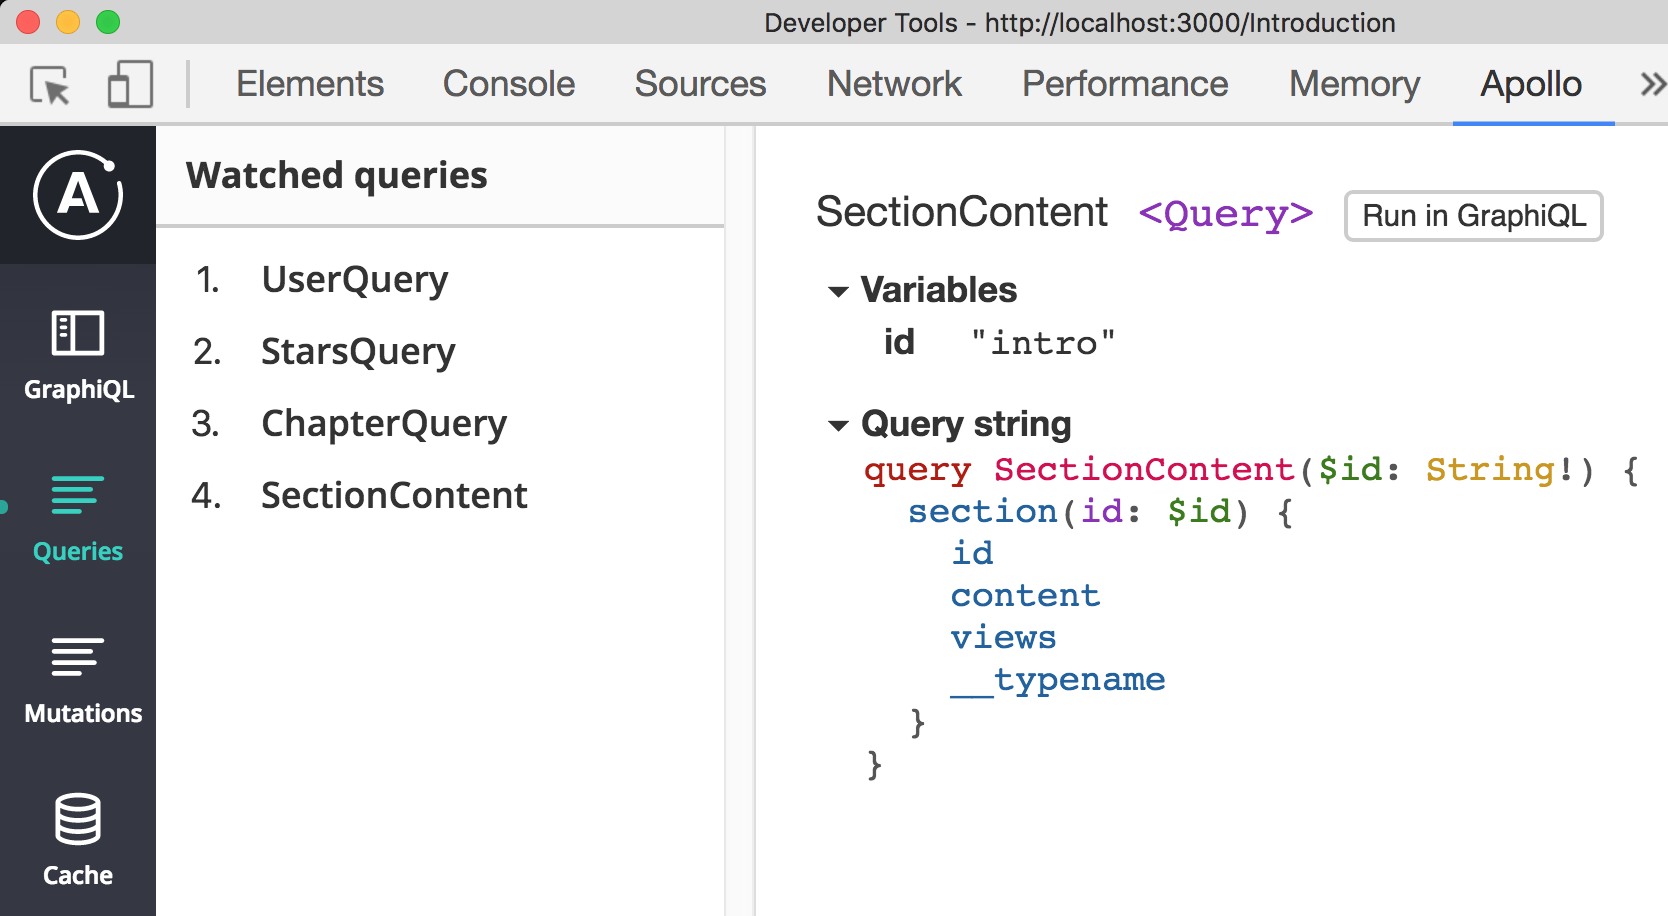 Developer Tools - http://localhost:3000/Introduction
Elements Console Sources Network Performance Memory Apollo »
A
GraphiQL
Queries
Mutations
Cache
Watched queries
1. UserQuery
2. StarsQuery
3. ChapterQuery
4. SectionContent
SectionContent <Query> Run in GraphiQL
Variables
id "intro"
Query string
query SectionContent($id: String!) {
section(id: $id) {
id
content
views
__typename
}
}